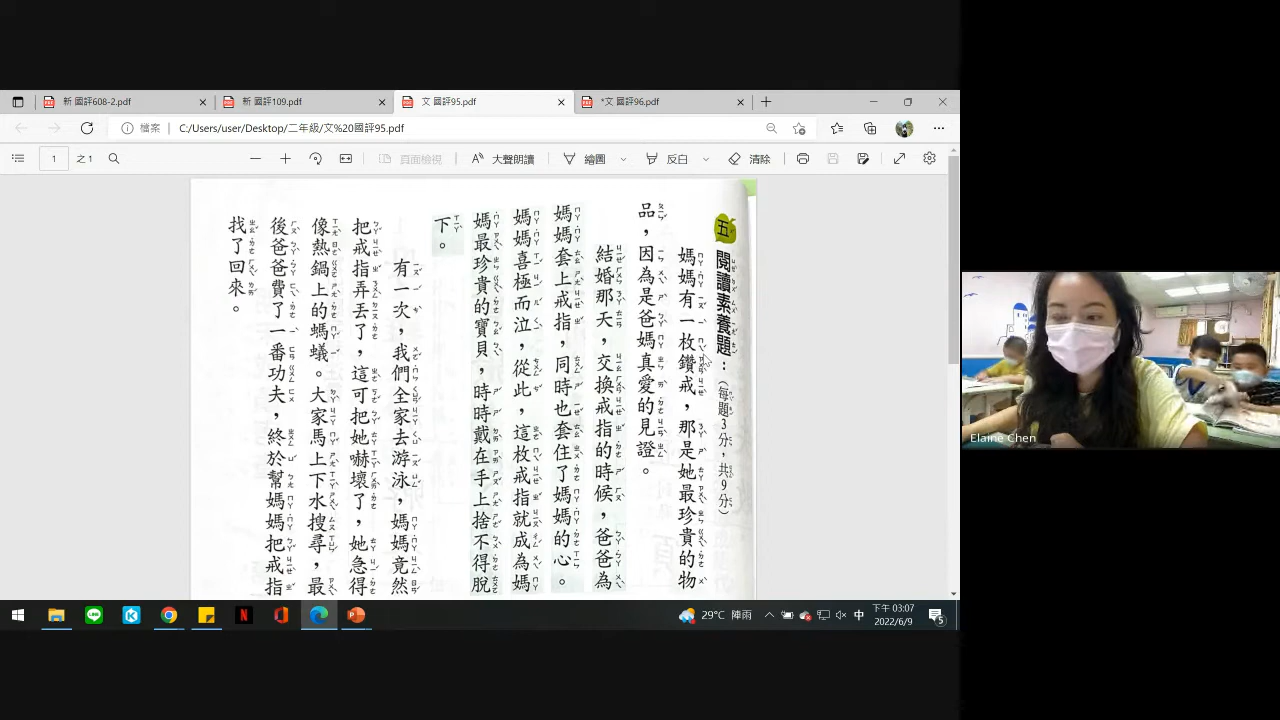 新 國評608-2.pdf
新 國評109.pdf
文 國評95.pdf
*文 國評96.pdf
檔案
C:/Users/user/Desktop/二年級/文%20國評95.pdf
1
之 1
頁面檢視
大聲朗讀
繪圖
反白
清除
五 閱讀素養題：（每題3分，共9分）
媽媽有一枚鑽戒，那是她最珍貴的物
品，因為是爸媽真愛的見證。
結婚那天，交換戒指的時候，爸爸為
媽媽套上戒指，同時也套住了媽媽的心。
媽媽喜極而泣，從此，這枚戒指就成為媽
媽最珍貴的寶貝，時時戴在手上捨不得脫
下。
有一次，我們全家去游泳，媽媽竟然
把戒指弄丟了，這可把她嚇壞了，她急得
像熱鍋上的螞蟻。大家馬上下水搜尋，最
後爸爸費了一番功夫，終於幫媽媽把戒指
找了回來。
Elaine Chen
29°C 陣雨
中
下午 03:07
2022/6/9
5